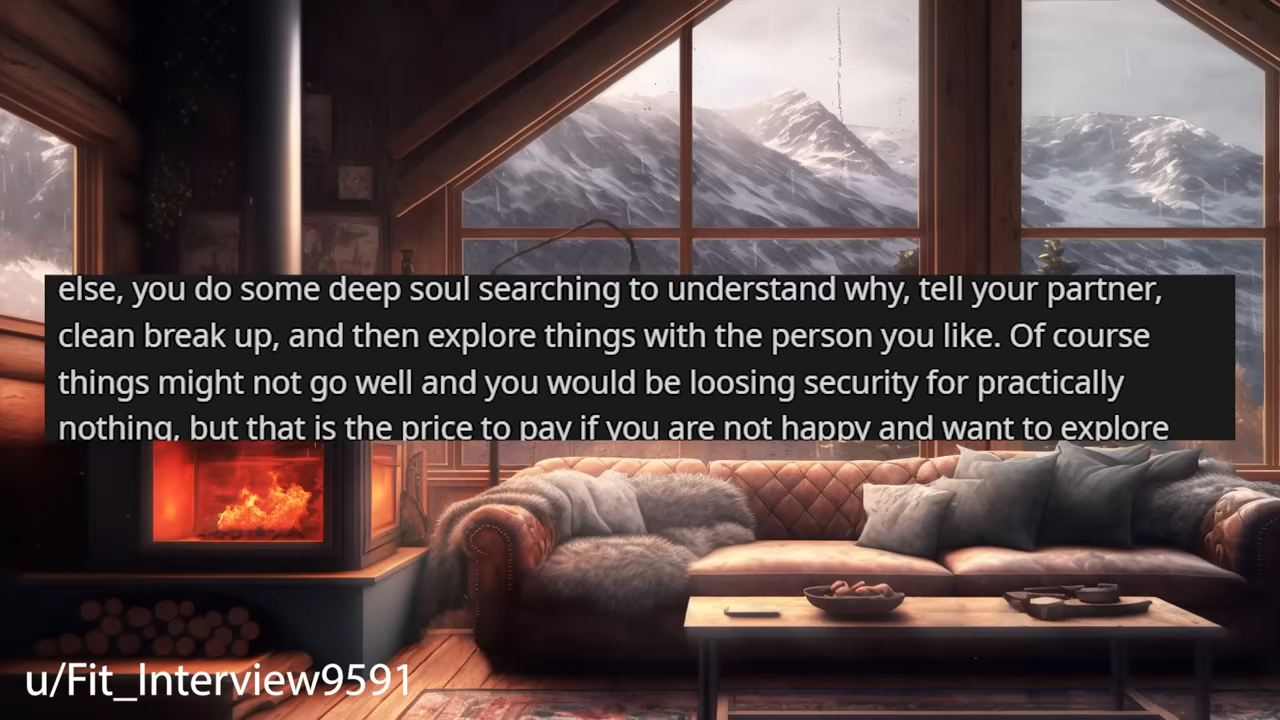 else, you do some deep soul searching to understand why, tell your partner,
clean break up, and then explore things with the person you like. Of course
things might not go well and you would be loosing security for practically
nothing, but that is the price to pay if you are not happy and want to explore
u/Fit_Interview9591